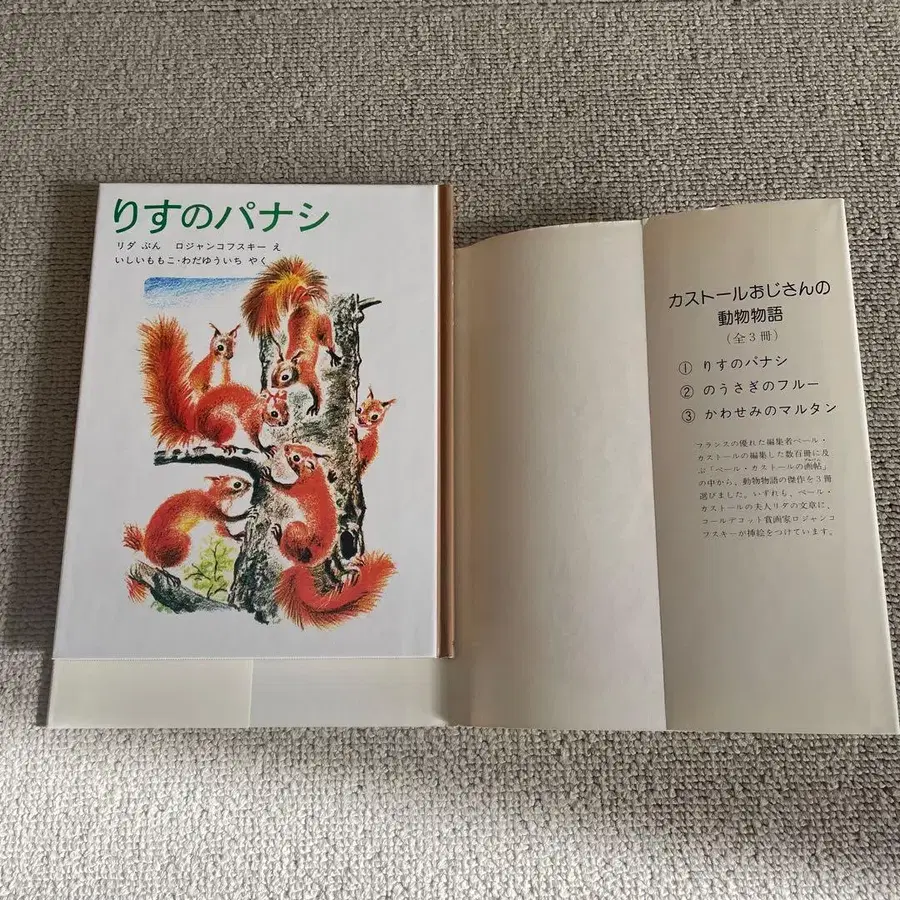 りすのパナシ
リダ ぶん ロジャンコフスキー え
いしいももこ・わだゆういち やく
カストールおじさんの
動物物語
(全3冊)
① りすのパナシ
② のうさぎのフルー
③ かわせみのマルタン
フランスの優れた編集者ペール・
カストールの編集した数百冊に及
ぶ「ペール・カストールの画帖」
の中から、動物物語の傑作を3冊
選びました。いずれも、ペール・
カストールの夫人リダの文章に、
コールデコット賞画家ロジャンコ
フスキーが挿絵をつけています。